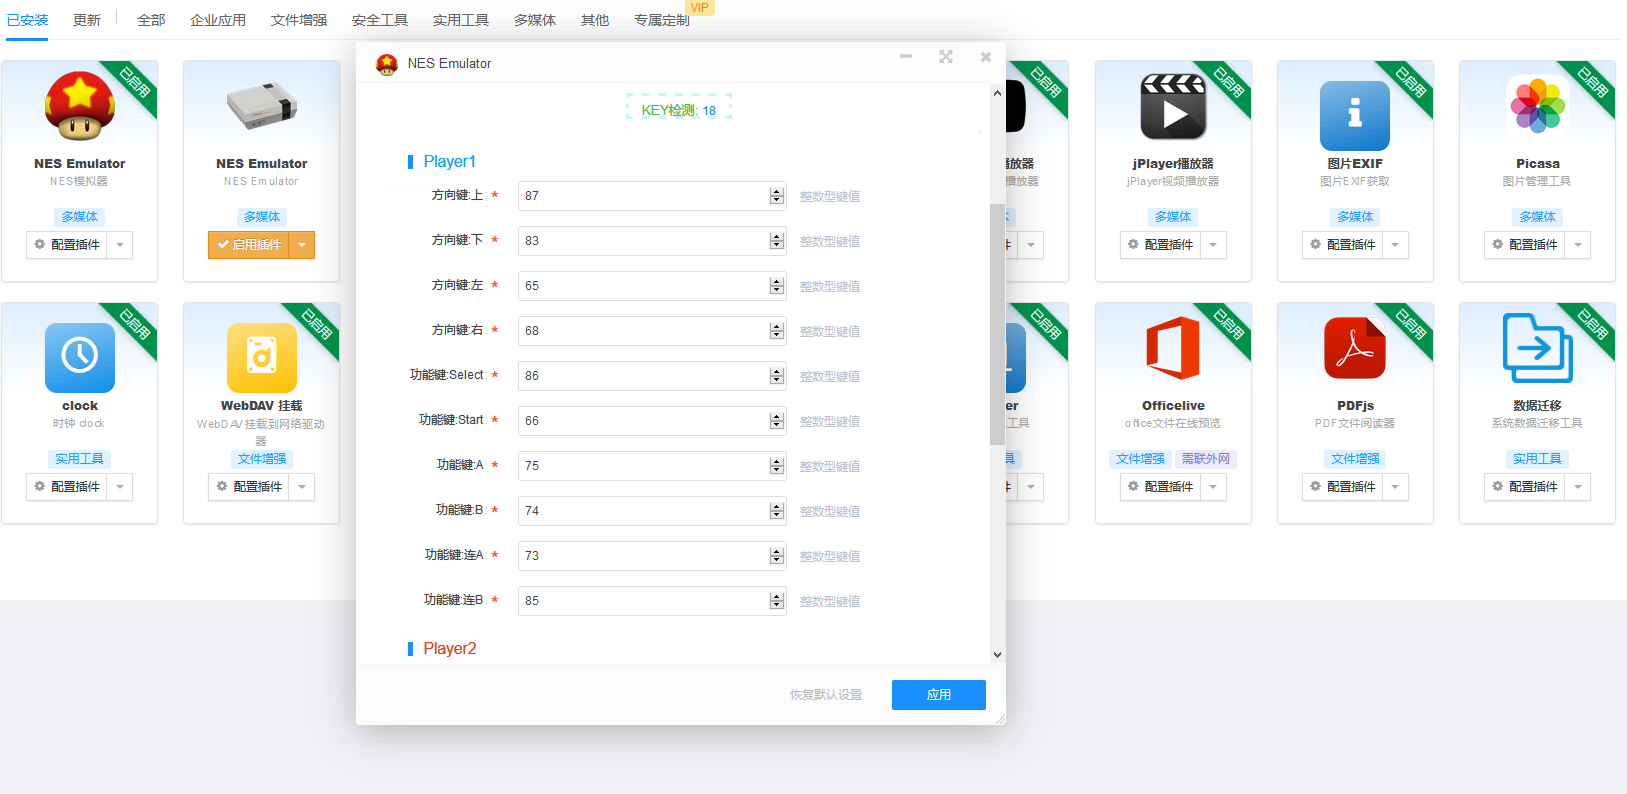 已安装
更新
全部
企业应用
文件增强
安全工具
实用工具
多媒体
其他
专属定制
VIP
已启用
NES Emulator
NES模拟器
多媒体
配置插件
NES Emulator
NES Emulator
多媒体
启用插件
NES Emulator
KEY检测: 18
Player1
方向键:上 * 87 整数型键值
方向键:下 * 83 整数型键值
方向键:左 * 65 整数型键值
方向键:右 * 68 整数型键值
功能键:Select * 86 整数型键值
功能键:Start * 66 整数型键值
功能键:A * 75 整数型键值
功能键:B * 74 整数型键值
功能键:连A * 73 整数型键值
功能键:连B * 85 整数型键值
Player2
恢复默认设置
应用
已启用
播放器
播放器
已启用
jPlayer播放器
jPlayer视频播放器
多媒体
配置插件
已启用
图片EXIF
图片EXIF获取
多媒体
配置插件
已启用
Picasa
图片管理工具
多媒体
配置插件
已启用
clock
时钟 clock
实用工具
配置插件
已启用
WebDAV 挂载
WebDAV挂载到网络驱动
器
文件增强
配置插件
已启用
er
工具
具
件
已启用
Officelive
office文件在线预览
文件增强 需联外网
配置插件
已启用
PDFjs
PDF文件阅读器
文件增强
配置插件
已启用
数据迁移
系统数据迁移工具
实用工具
配置插件